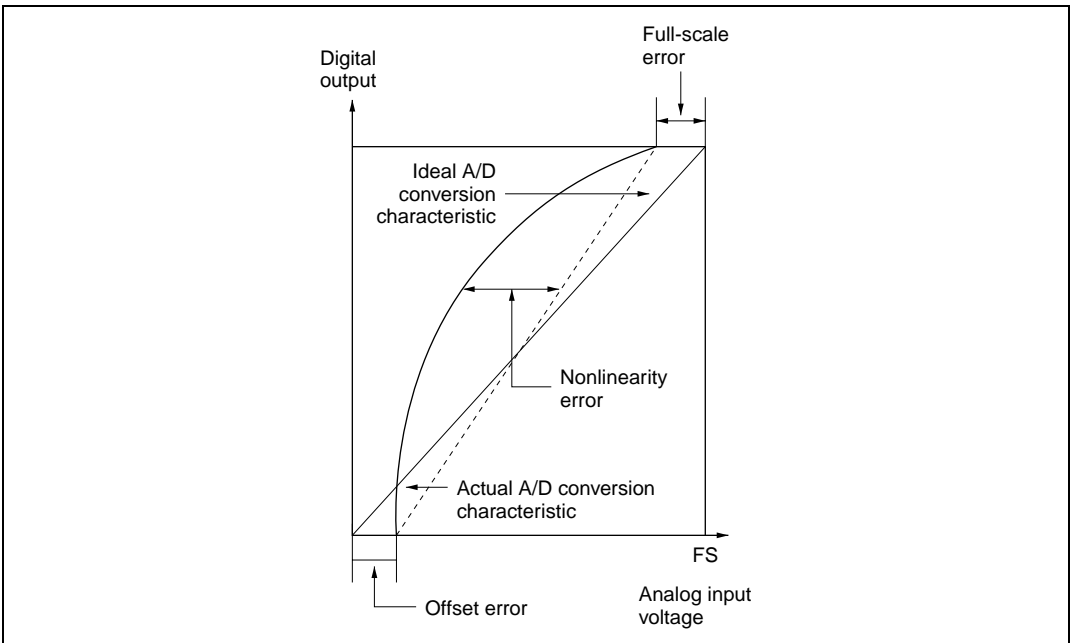 Full-scale
error
Digital
output
Ideal A/D
conversion
characteristic
Nonlinearity
error
Actual A/D conversion
characteristic
FS
Offset error
Analog input
voltage